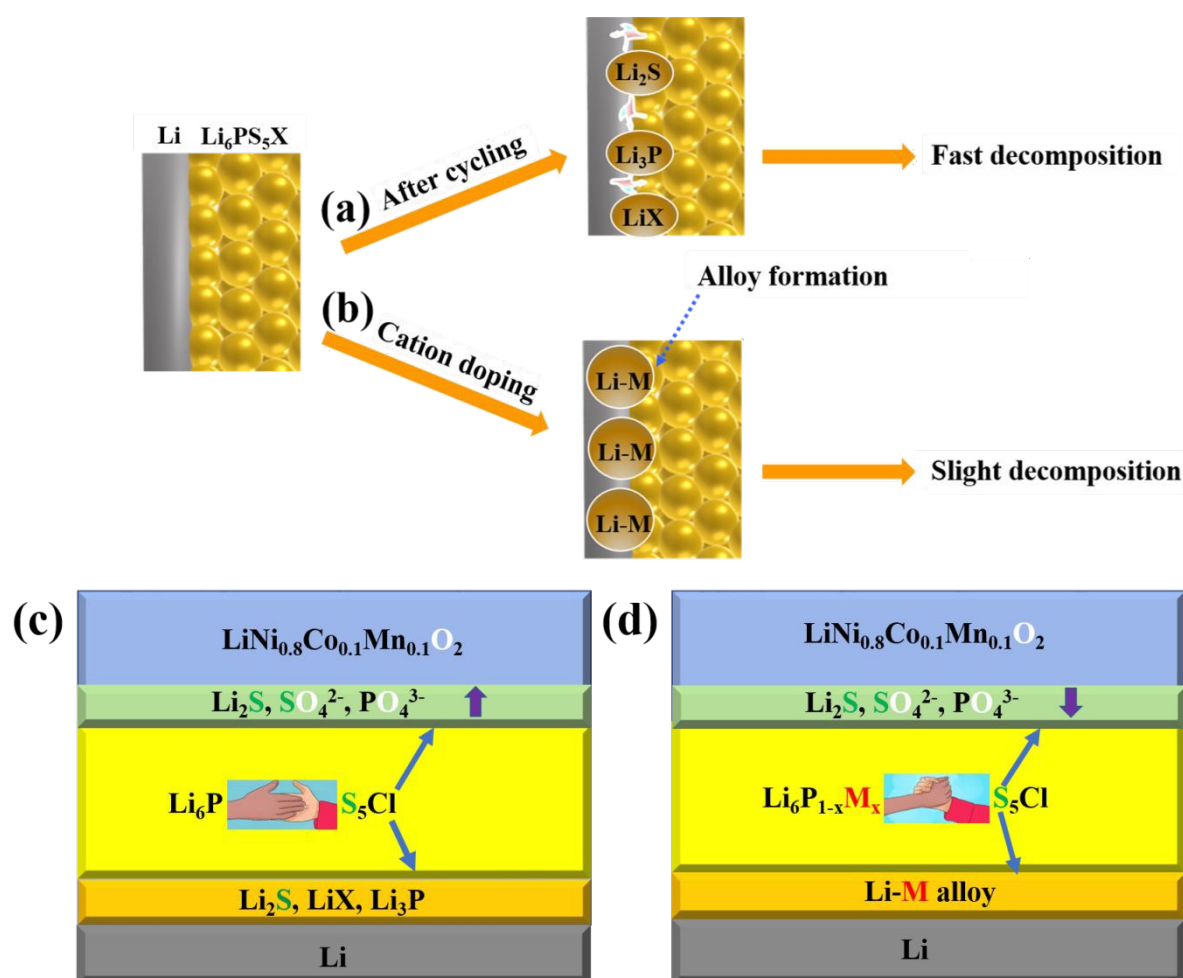 Li Li₆PS₅X
(a) After cycling
Li₂S
Li₃P
LiX
Fast decomposition
(b) Cation doping
Alloy formation
Li-M
Li-M
Li-M
Slight decomposition
(c)
LiNi₀.₈Co₀.₁Mn₀.₁O₂
Li₂S, SO₄²⁻, PO₄³⁻
Li₆P S₅Cl
Li₂S, LiX, Li₃P
Li
(d)
LiNi₀.₈Co₀.₁Mn₀.₁O₂
Li₂S, SO₄²⁻, PO₄³⁻
Li₆P₁₋ₓMₓ S₅Cl
Li-M alloy
Li